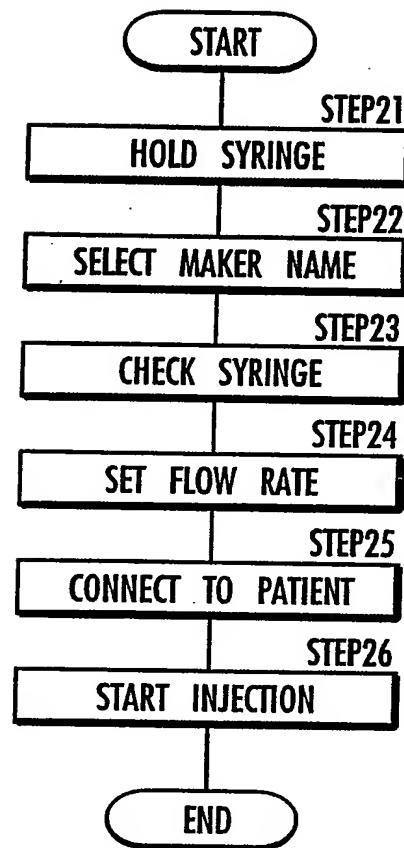 START
STEP21
HOLD SYRINGE
STEP22
SELECT MAKER NAME
STEP23
CHECK SYRINGE
STEP24
SET FLOW RATE
STEP25
CONNECT TO PATIENT
STEP26
START INJECTION
END